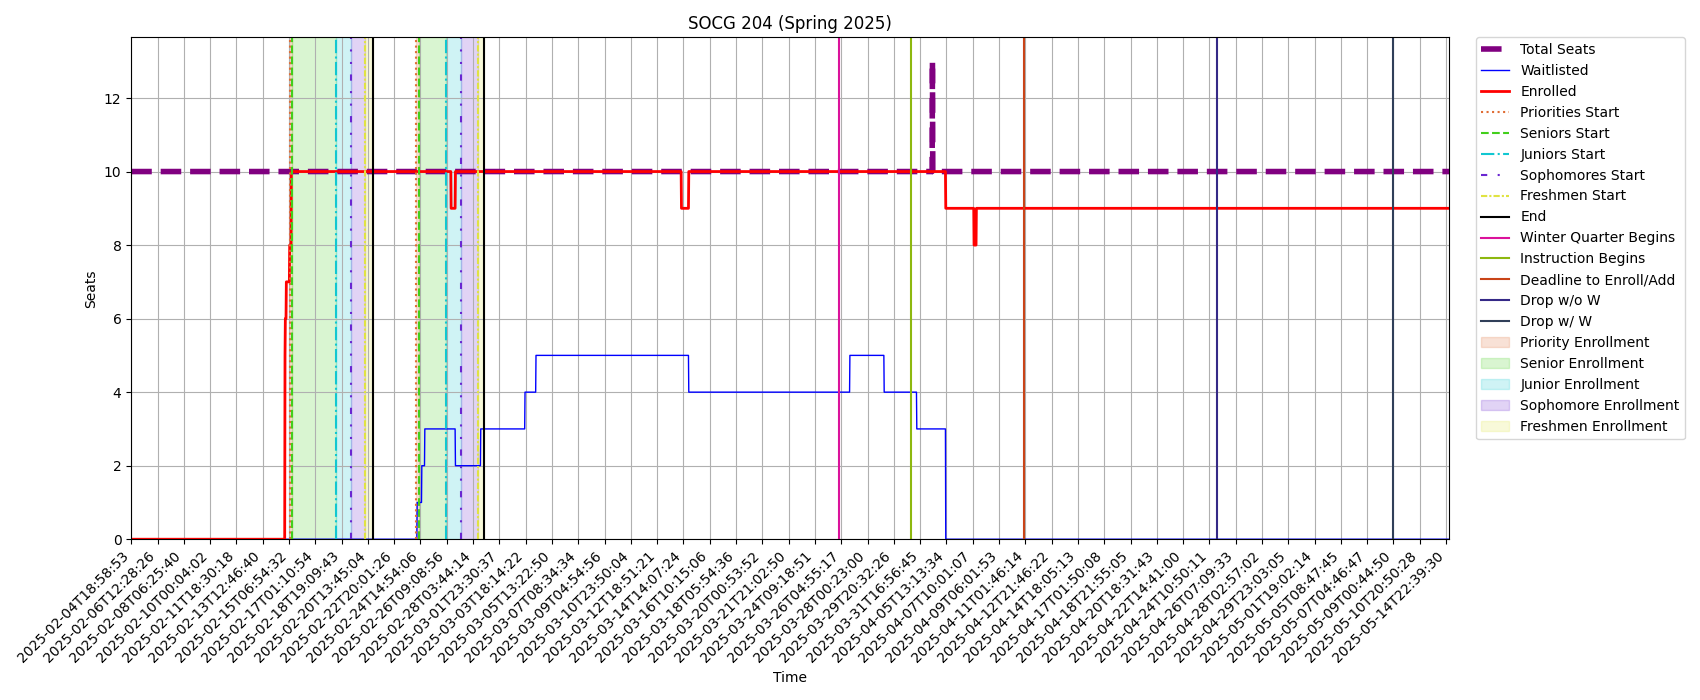 SOCG 204 (Spring 2025)
Seats
12
10
8
6
4
2
0
2025-02-04T18:58:53
2025-02-06T12:28:26
2025-02-08T06:25:40
2025-02-10T00:04:02
2025-02-11T18:30:18
2025-02-13T12:46:40
2025-02-15T06:54:32
2025-02-17T01:10:54
2025-02-18T19:09:43
2025-02-20T13:45:04
2025-02-22T20:01:26
2025-02-24T14:54:06
2025-02-26T09:08:56
2025-02-28T03:44:14
2025-03-01T23:30:37
2025-03-03T18:14:22
2025-03-05T13:22:50
2025-03-07T08:34:34
2025-03-09T04:54:56
2025-03-10T23:50:04
2025-03-12T18:51:21
2025-03-14T14:07:24
2025-03-16T10:15:06
2025-03-18T05:54:36
2025-03-20T00:53:52
2025-03-21T21:02:50
2025-03-24T09:18:51
2025-03-26T04:55:17
2025-03-28T00:23:00
2025-03-29T20:32:26
2025-03-31T16:56:45
2025-04-05T13:13:34
2025-04-07T10:01:07
2025-04-09T06:01:53
2025-04-11T01:46:14
2025-04-12T21:46:22
2025-04-14T18:05:13
2025-04-17T01:50:08
2025-04-18T21:55:05
2025-04-20T18:31:43
2025-04-22T14:41:00
2025-04-24T10:50:11
2025-04-26T07:09:33
2025-04-28T02:57:02
2025-04-29T23:03:05
2025-05-01T19:02:14
2025-05-05T08:47:45
2025-05-07T04:46:47
2025-05-09T00:44:50
2025-05-10T20:50:28
2025-05-14T22:39:30
Time
Total Seats
Waitlisted
Enrolled
Priorities Start
Seniors Start
Juniors Start
Sophomores Start
Freshmen Start
End
Winter Quarter Begins
Instruction Begins
Deadline to Enroll/Add
Drop w/o W
Drop w/ W
Priority Enrollment
Senior Enrollment
Junior Enrollment
Sophomore Enrollment
Freshmen Enrollment